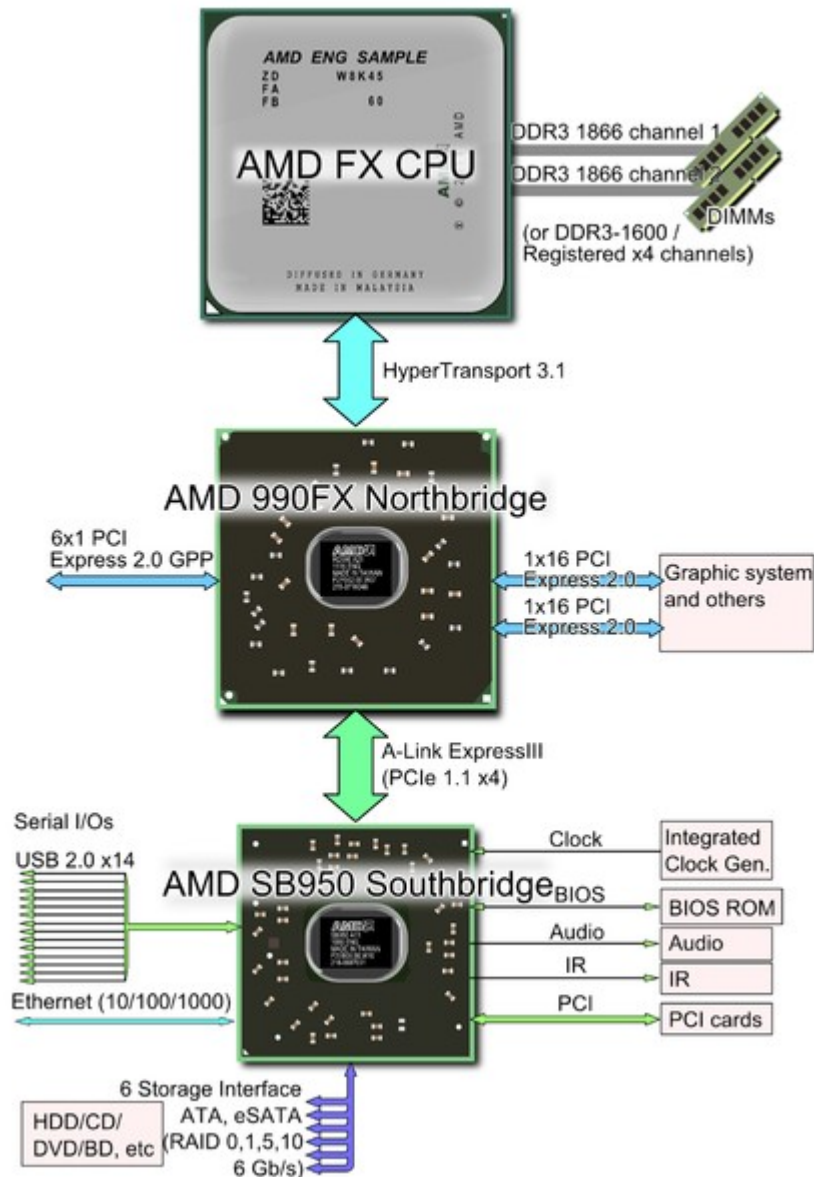 AMD ENG SAMPLE
ZD W8K45
FA
FB 60
AMD FX CPU
DIFFUSED IN GERMANY
MADE IN MALAYSIA
DDR3 1866 channel 1
DDR3 1866 channel 2
DIMMs
(or DDR3-1600 /
Registered x4 channels)
HyperTransport 3.1
AMD 990FX Northbridge
6x1 PCI
Express 2.0 GPP
AMD
1x16 PCI
Express 2.0
1x16 PCI
Express 2.0
Graphic system
and others
A-Link ExpressIII
(PCIe 1.1 x4)
Serial I/Os
USB 2.0 x14
AMD SB950 Southbridge
AMD
Ethernet (10/100/1000)
Clock
Integrated
Clock Gen.
BIOS
BIOS ROM
Audio
Audio
IR
IR
PCI
PCI cards
6 Storage Interface
ATA, eSATA
(RAID 0,1,5,10
6 Gb/s)
HDD/CD/
DVD/BD, etc